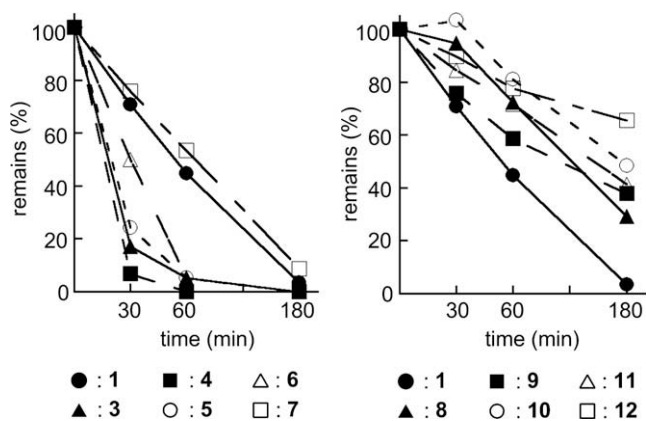 100
80
60
40
20
0
remains (%)
30 60 180
time (min)
● : 1 ■ : 4 △ : 6
▲ : 3 ○ : 5 □ : 7
100
80
60
40
20
0
remains (%)
30 60 180
time (min)
● : 1 ■ : 9 △ : 11
▲ : 8 ○ : 10 □ : 12